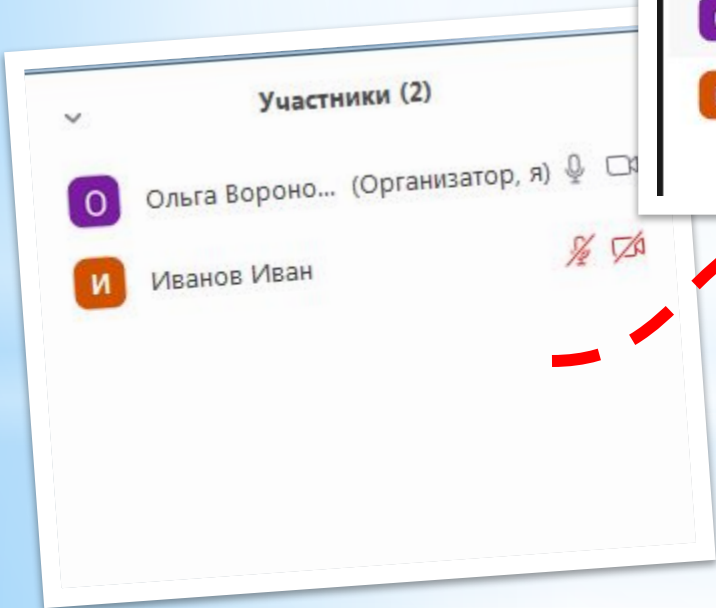 Участники (2)
О Ольга Вороно... (Организатор, я)
И Иванов Иван